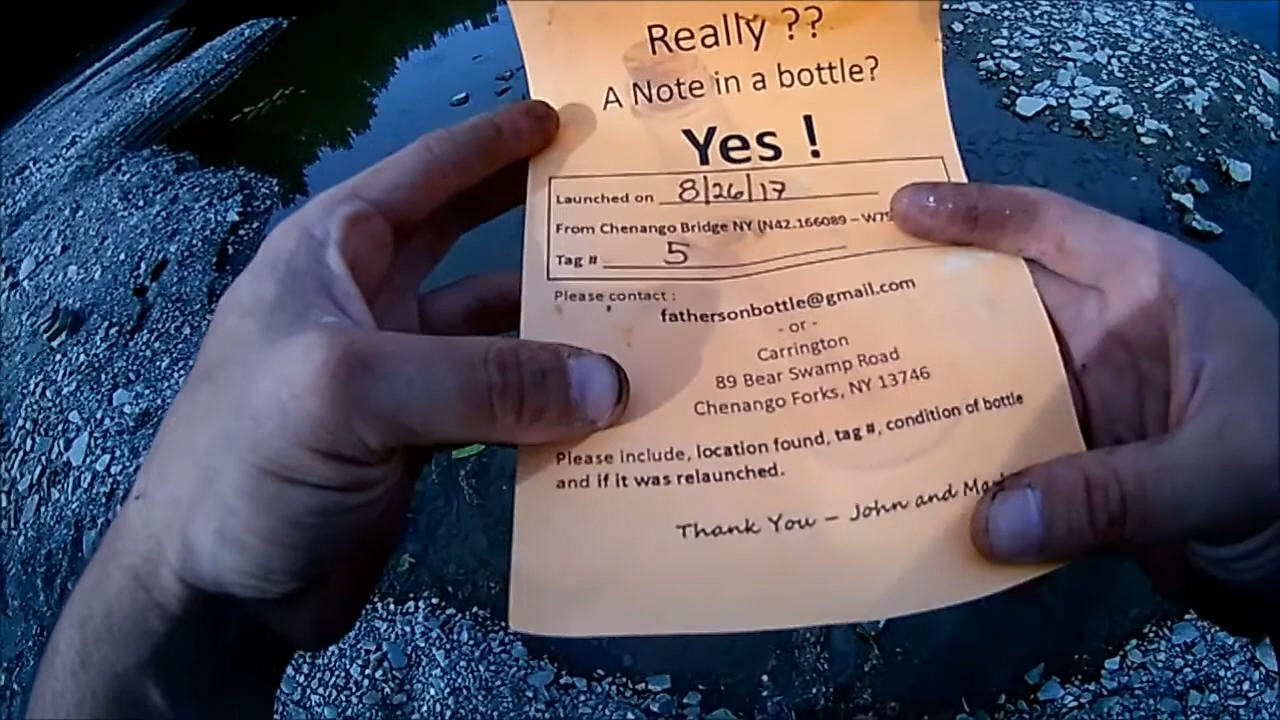 Really ??
A Note in a bottle?
Yes !
Launched on 8|26|17
From Chenango Bridge NY (N42.166089 – W75
Tag # 5
Please contact :
fathersonbottle@gmail.com
- or -
Carrington
89 Bear Swamp Road
Chenango Forks, NY 13746
Please include, location found, tag #, condition of bottle
and if it was relaunched.
Thank You – John and